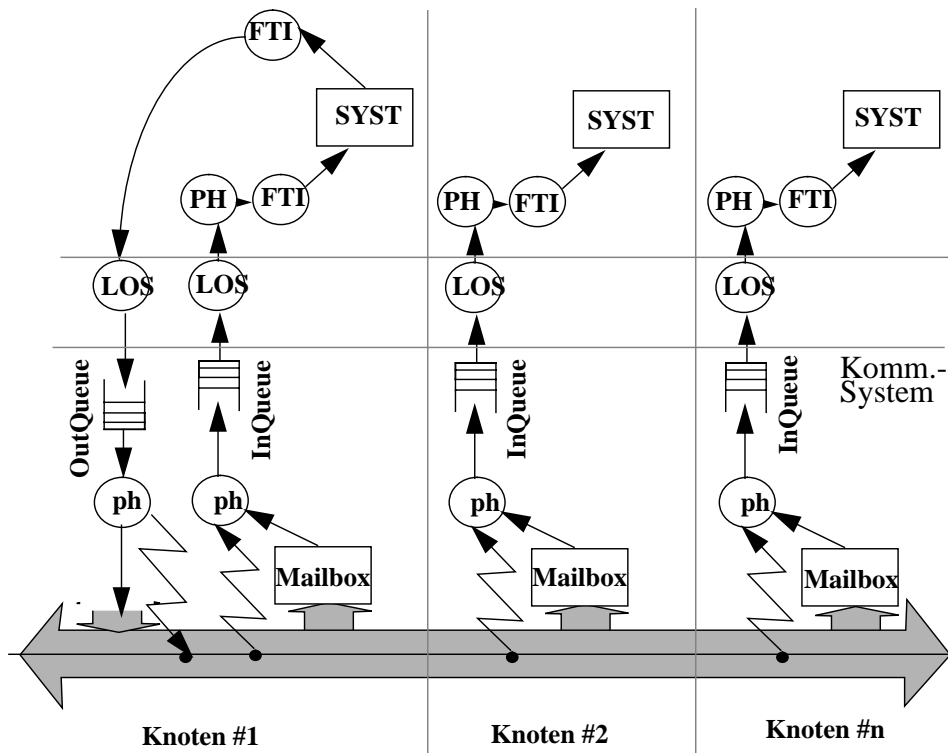 FTI
SYST
SYST
SYST
PH
FTI
PH
FTI
PH
FTI
LOS
LOS
LOS
LOS
OutQueue
InQueue
InQueue
InQueue
Komm.-
System
ph
ph
ph
ph
Mailbox
Mailbox
Mailbox
Knoten #1
Knoten #2
Knoten #n